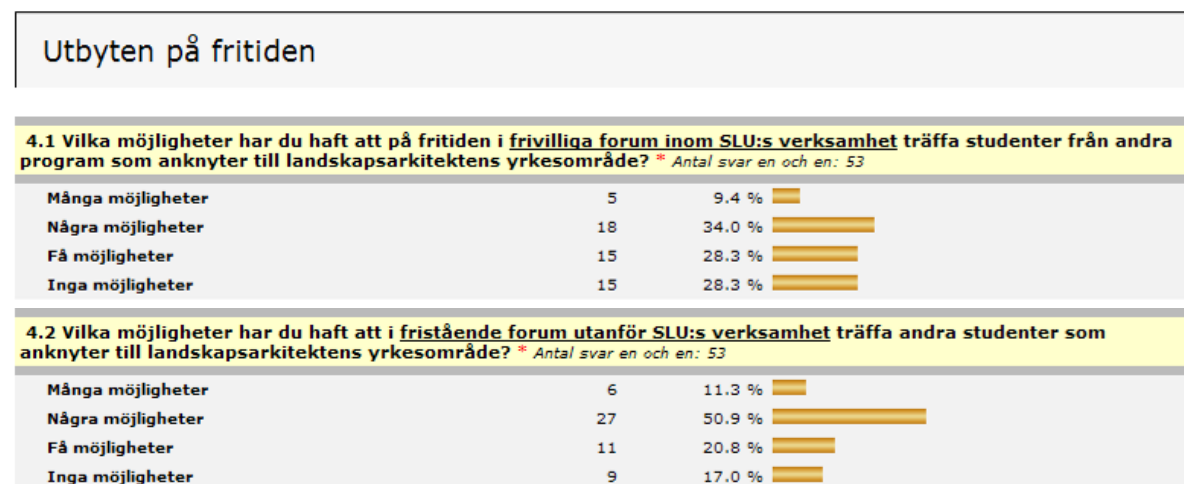 Utbyten på fritiden
4.1 Vilka möjligheter har du haft att på fritiden i frivilliga forum inom SLU:s verksamhet träffa studenter från andra
program som anknyter till landskapsarkitektens yrkesområde? * Antal svar en och en: 53
Många möjligheter 5 9.4 %
Några möjligheter 18 34.0 %
Få möjligheter 15 28.3 %
Inga möjligheter 15 28.3 %
4.2 Vilka möjligheter har du haft att i fristående forum utanför SLU:s verksamhet träffa andra studenter som
anknyter till landskapsarkitektens yrkesområde? * Antal svar en och en: 53
Många möjligheter 6 11.3 %
Några möjligheter 27 50.9 %
Få möjligheter 11 20.8 %
Inga möjligheter 9 17.0 %